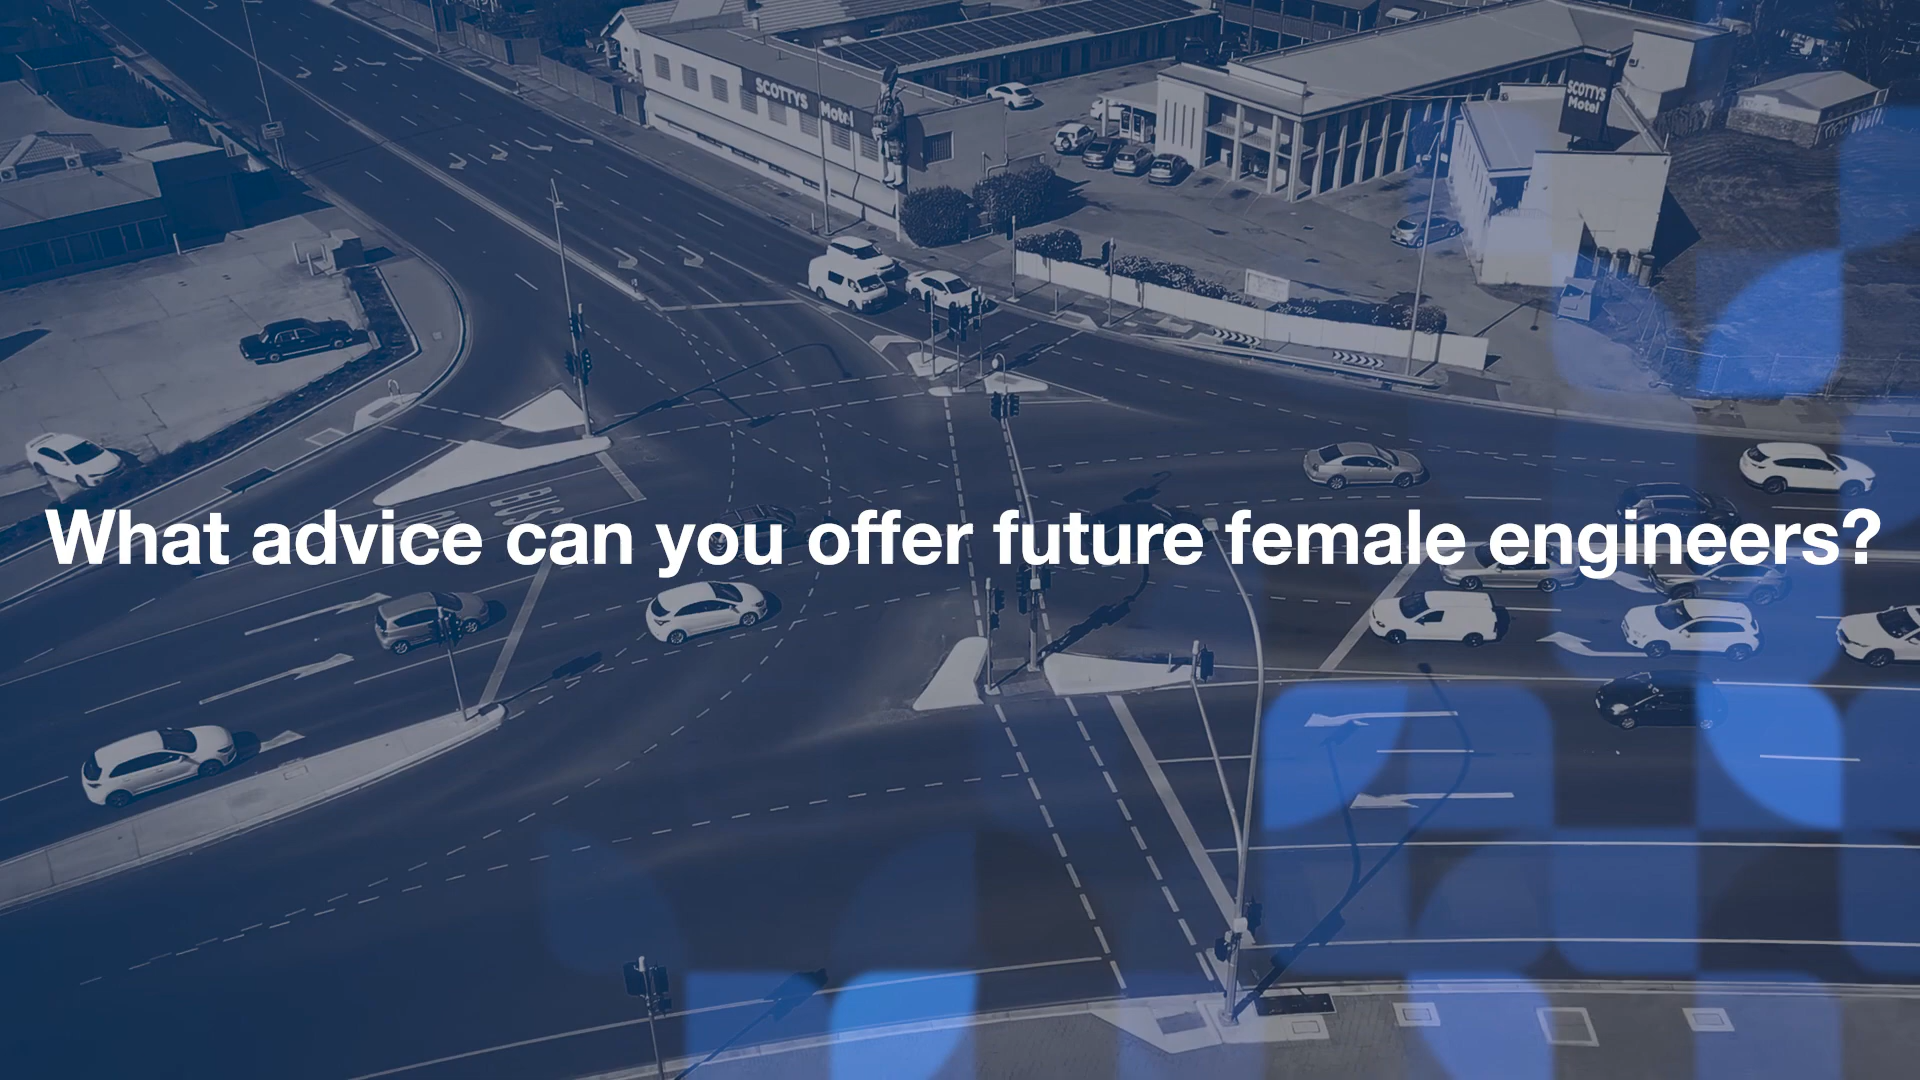 SCOTTYS Motel
SCOTTYS
Motel
BUS
What advice can you offer future female engineers?